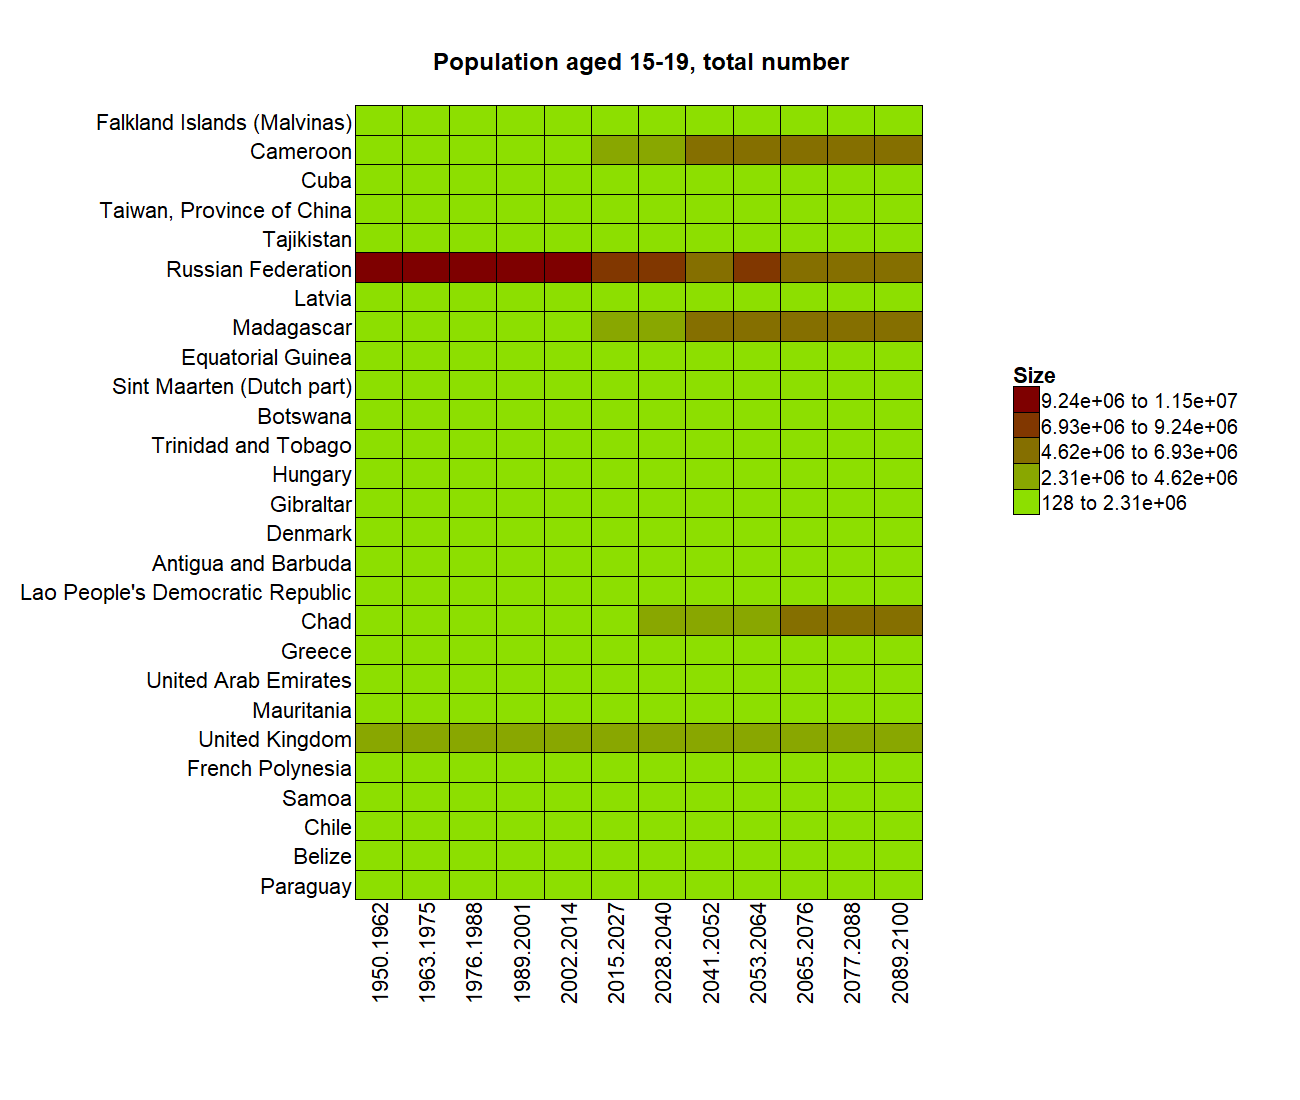 Population aged 15-19, total number
Falkland Islands (Malvinas)
Cameroon
Cuba
Taiwan, Province of China
Tajikistan
Russian Federation
Latvia
Madagascar
Equatorial Guinea
Sint Maarten (Dutch part)
Botswana
Trinidad and Tobago
Hungary
Gibraltar
Denmark
Antigua and Barbuda
Lao People's Democratic Republic
Chad
Greece
United Arab Emirates
Mauritania
United Kingdom
French Polynesia
Samoa
Chile
Belize
Paraguay
1950.1962
1963.1975
1976.1988
1989.2001
2002.2014
2015.2027
2028.2040
2041.2052
2053.2064
2065.2076
2077.2088
2089.2100
Size
9.24e+06 to 1.15e+07
6.93e+06 to 9.24e+06
4.62e+06 to 6.93e+06
2.31e+06 to 4.62e+06
128 to 2.31e+06